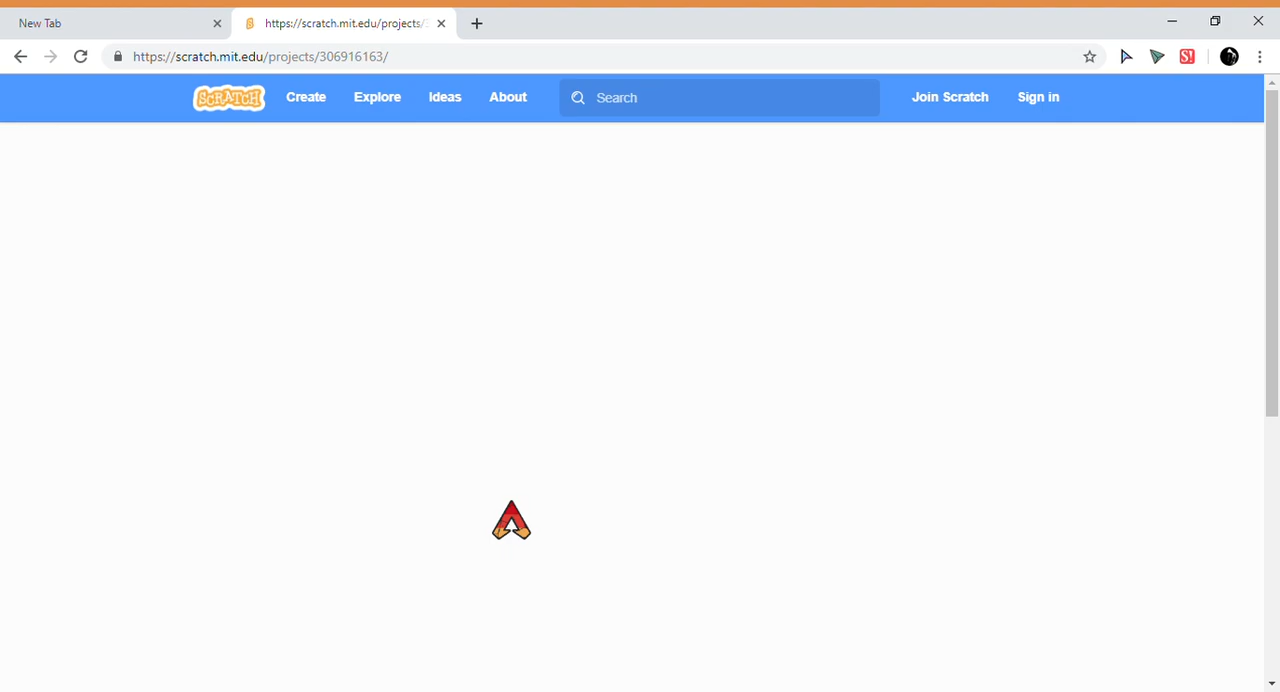 New Tab
https://scratch.mit.edu/projects/
https://scratch.mit.edu/projects/306916163/
SCRATCH
Create
Explore
Ideas
About
Search
Join Scratch
Sign in
S!